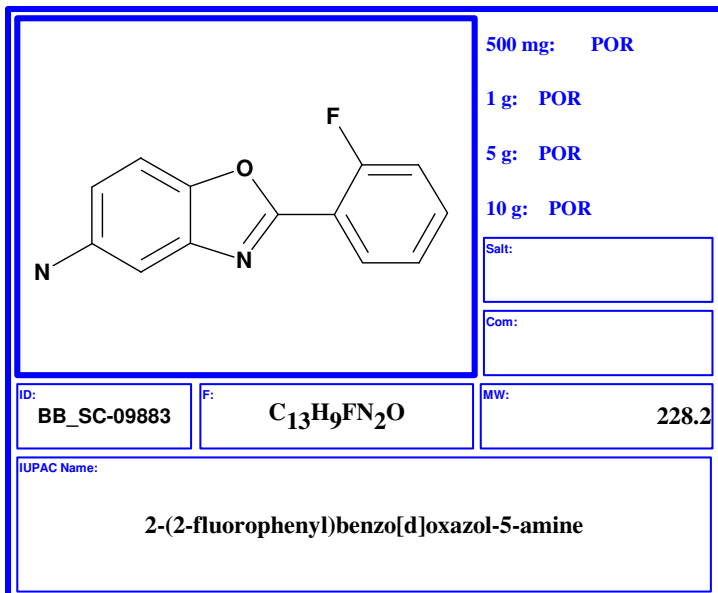 500 mg: POR
1 g: POR
5 g: POR
10 g: POR
F
O
N
N
Salt:
Com:
ID:
BB_SC-09883
F:
C13H9FN2O
MW:
228.2
IUPAC Name:
2-(2-fluorophenyl)benzo[d]oxazol-5-amine